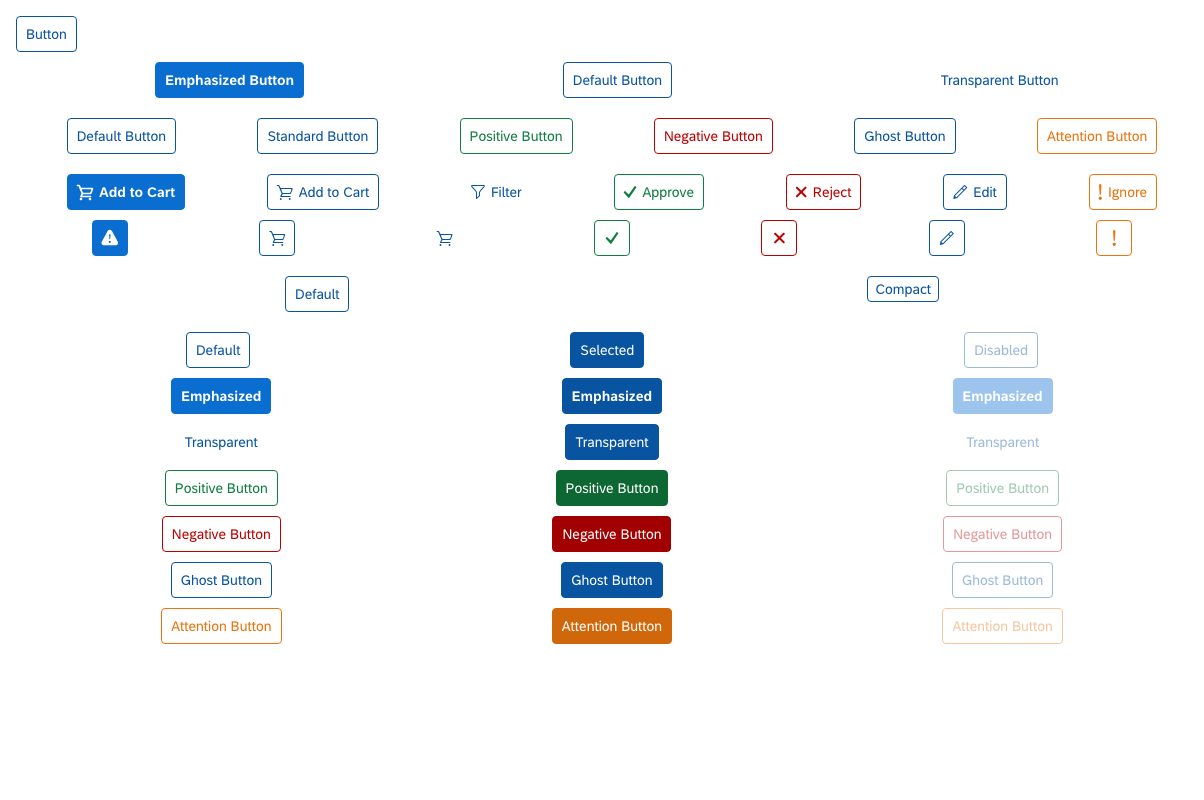 Button
Emphasized Button Default Button Transparent Button
Default Button Standard Button Positive Button Negative Button Ghost Button Attention Button
Add to Cart Add to Cart Filter Approve Reject Edit Ignore
Default Compact
Default Selected Disabled
Emphasized Emphasized Emphasized
Transparent Transparent Transparent
Positive Button Positive Button Positive Button
Negative Button Negative Button Negative Button
Ghost Button Ghost Button Ghost Button
Attention Button Attention Button Attention Button